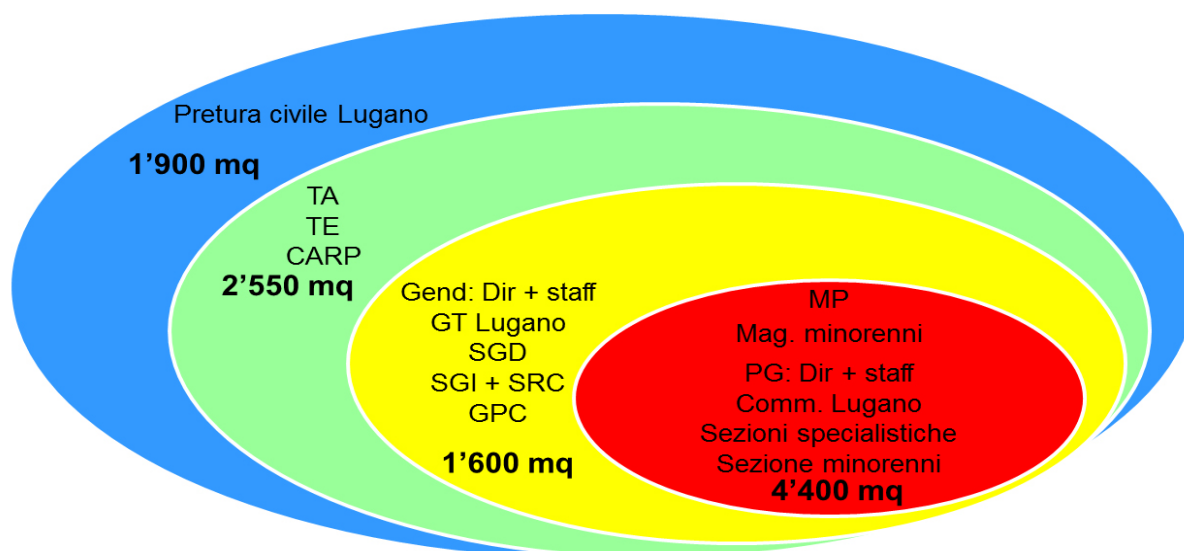 Pretura civile Lugano
1’900 mq
TA
TE
CARP
2’550 mq
Gend: Dir + staff
GT Lugano
SGD
SGI + SRC
GPC
1’600 mq
MP
Mag. minorenni
PG: Dir + staff
Comm. Lugano
Sezioni specialistiche
Sezione minorenni
4’400 mq